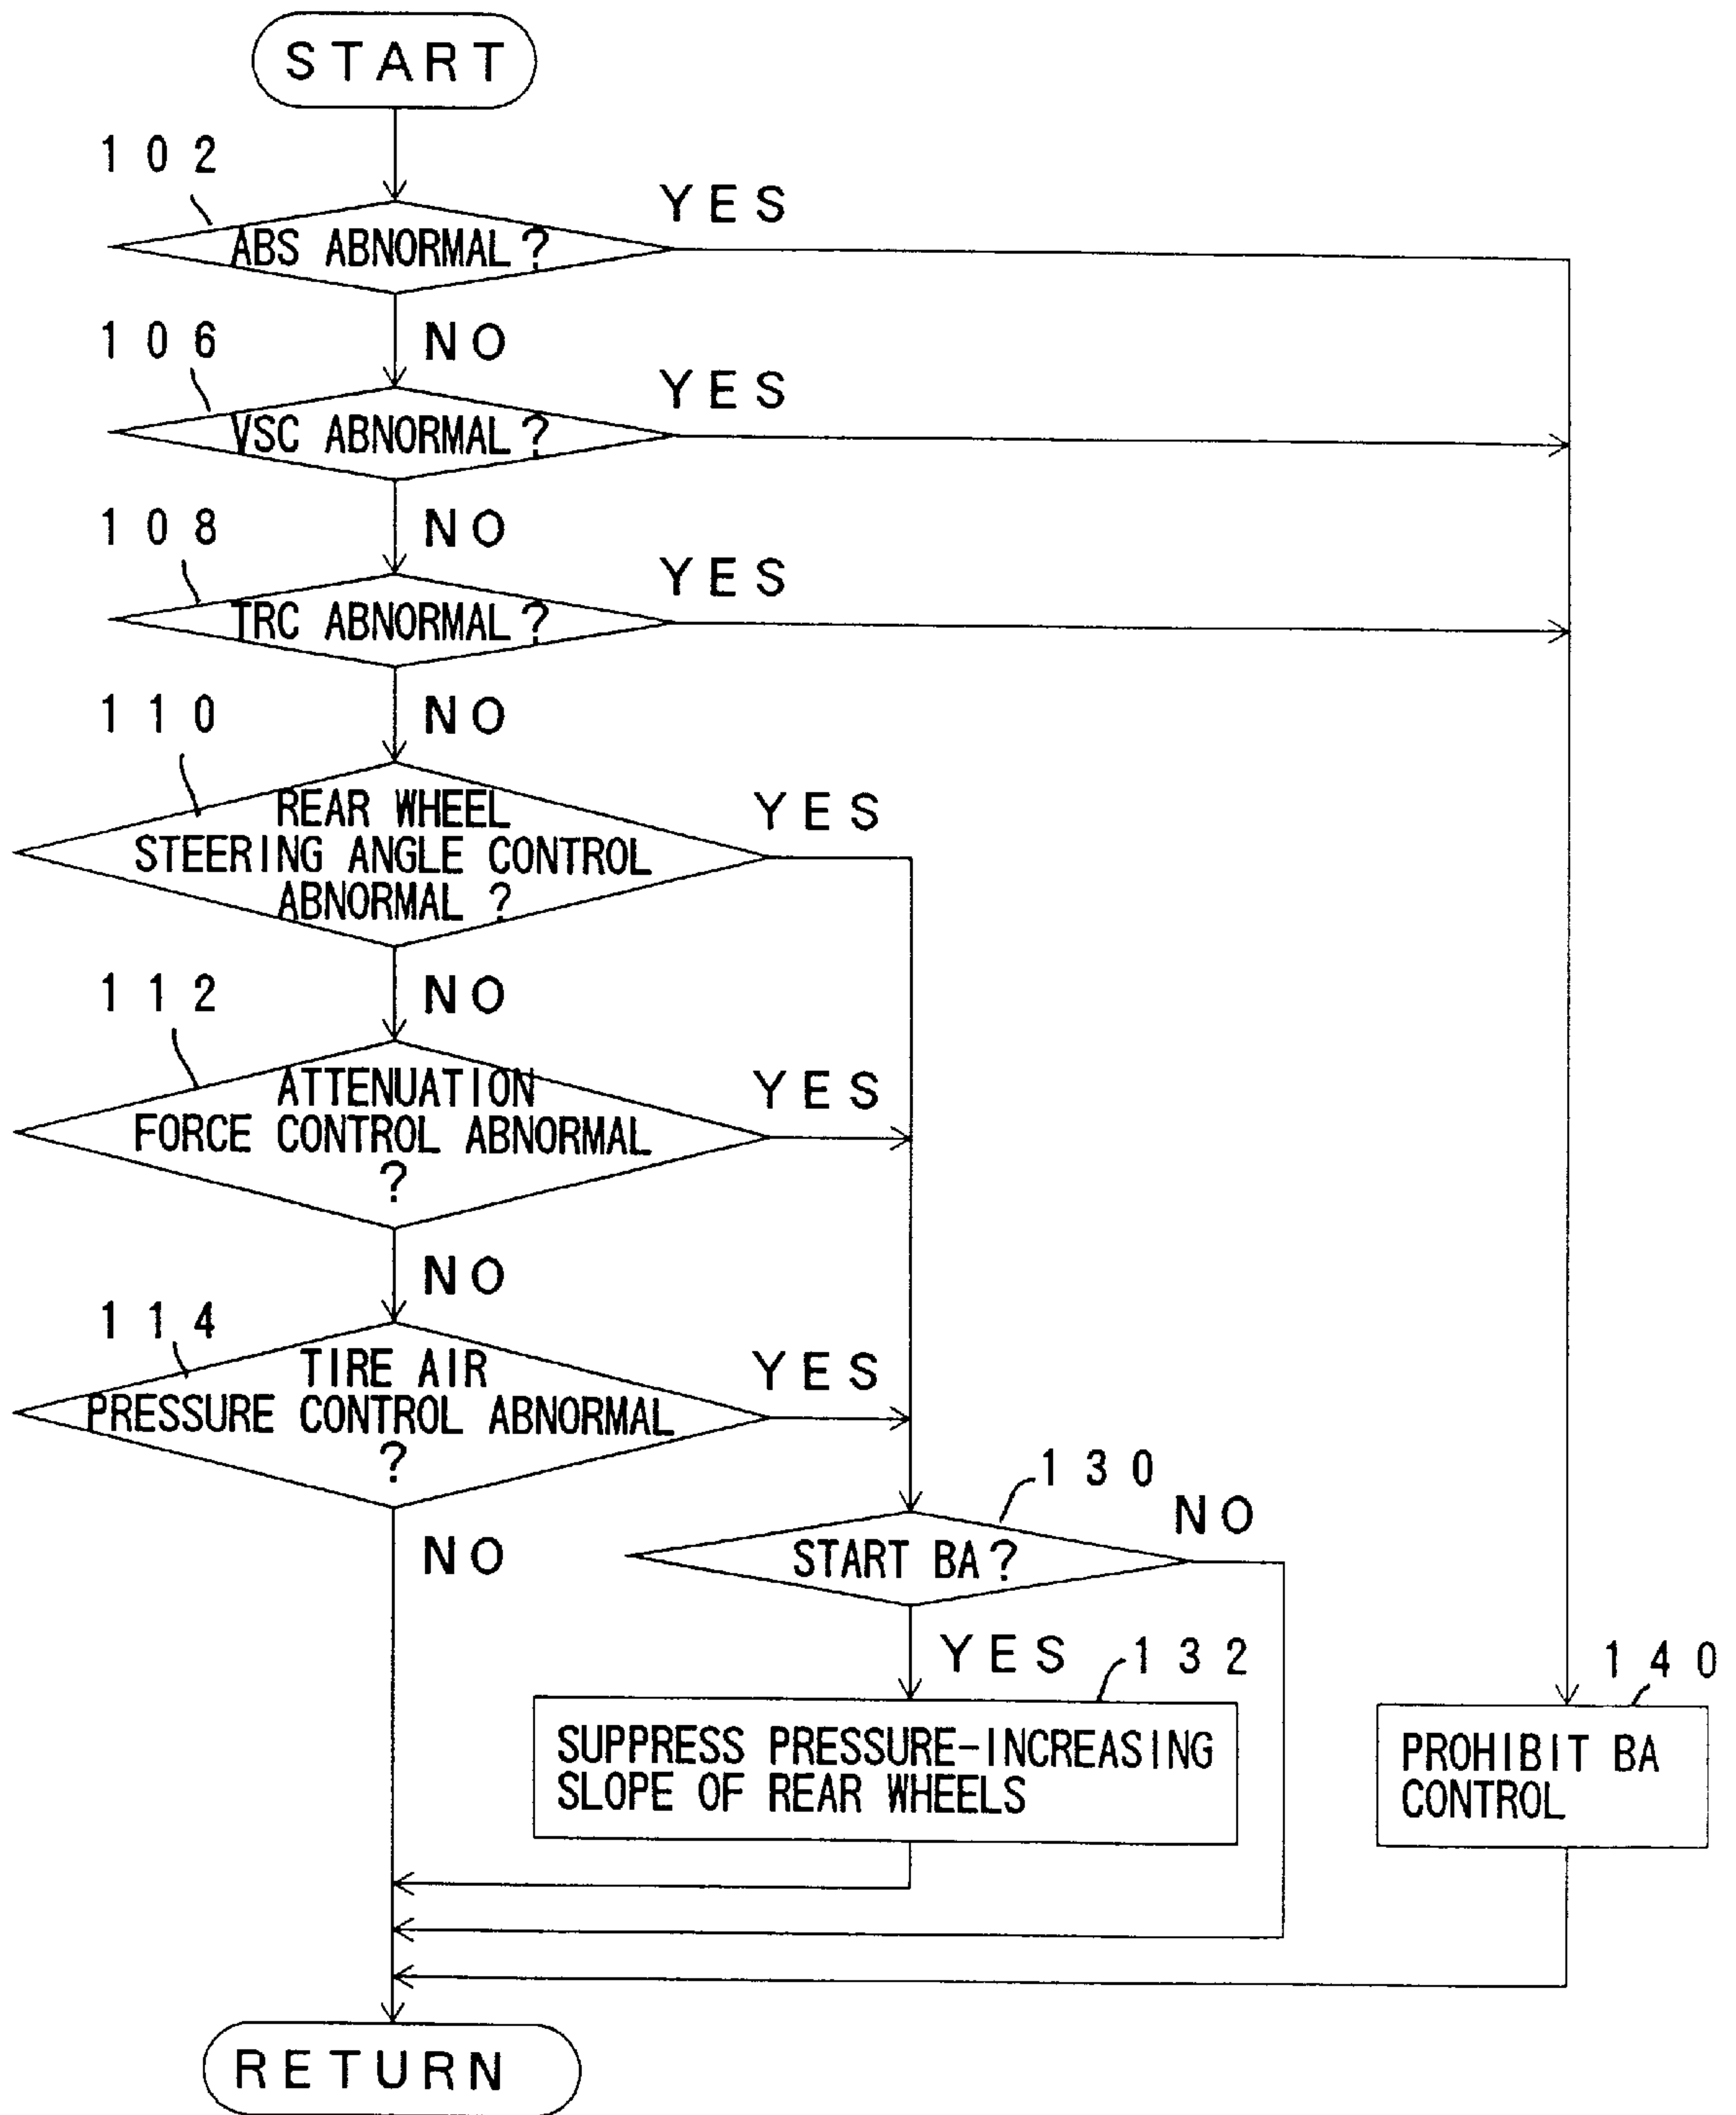 START
102
YES
ABS ABNORMAL?
106
NO
YES
VSC ABNORMAL?
108
NO
YES
TRC ABNORMAL?
110
NO
REAR WHEEL
STEERING ANGLE CONTROL
ABNORMAL ?
YES
112
NO
ATTENUATION
FORCE CONTROL ABNORMAL
?
YES
114
NO
TIRE AIR
PRESSURE CONTROL ABNORMAL
?
YES
NO
130
START BA?
NO
YES
132
SUPPRESS PRESSURE-INCREASING
SLOPE OF REAR WHEELS
140
PROHIBIT BA
CONTROL
RETURN